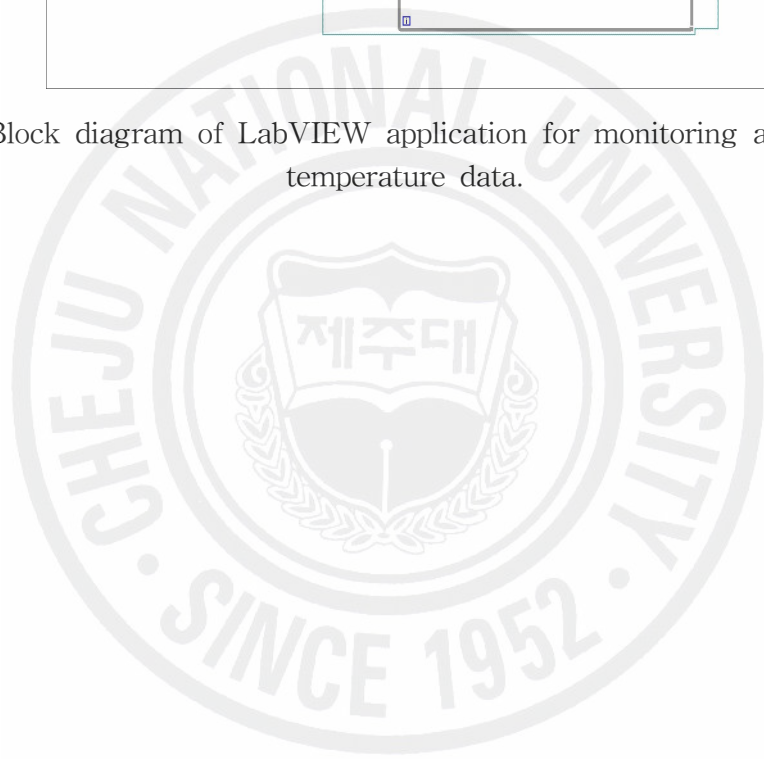 i
Block diagram of LabVIEW application for monitoring a
temperature data.
CHEJU NATIONAL UNIVERSITY
제주대
· SINCE 1952 ·